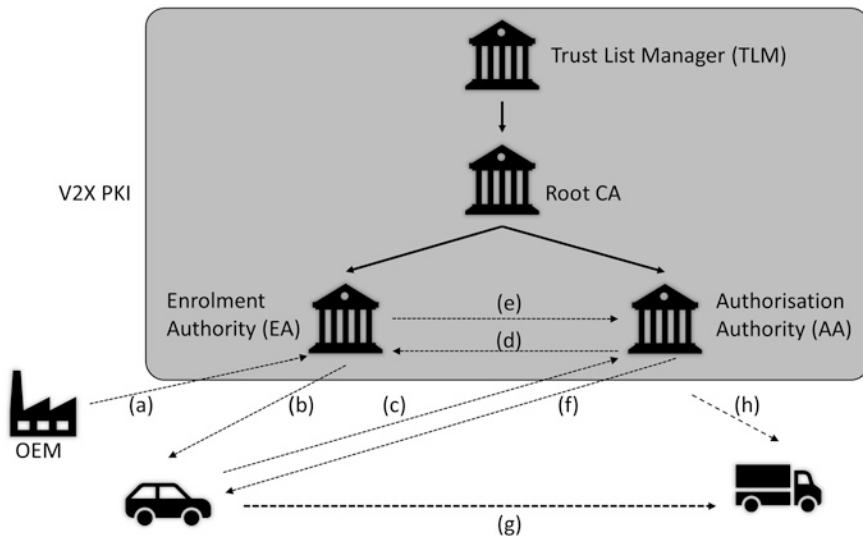 Trust List Manager (TLM)
V2X PKI
Root CA
Enrolment
Authority (EA)
(e)
Authorisation
Authority (AA)
(d)
(a)
(b)
(c)
(f)
(h)
OEM
(g)